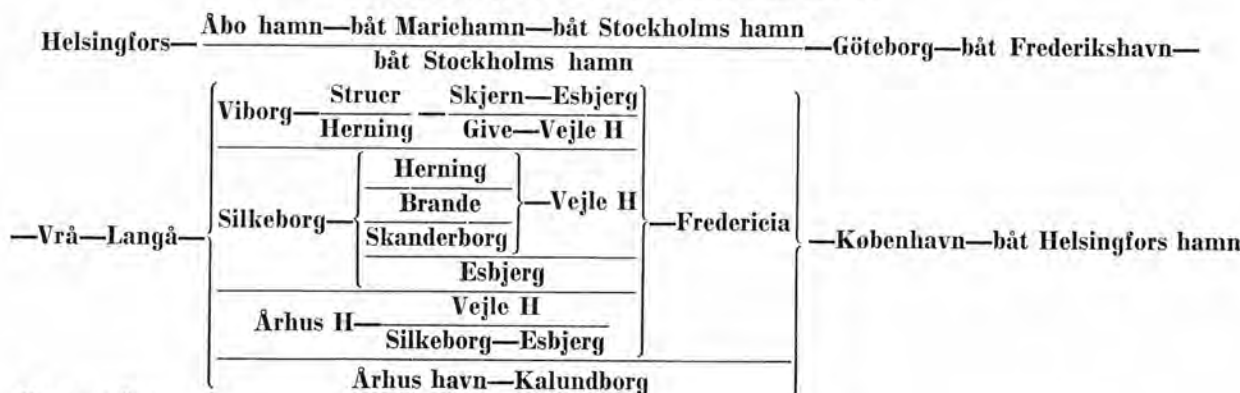 Åbo hamn—båt Mariehamn—båt Stockholms hamn
Helsingfors— —Göteborg—båt Frederikshavn—
båt Stockholms hamn
Struer Skjern—Esbjerg
Viborg— —
Herning Give—Vejle H
Herning
Brande
Silkeborg— —Vejle H
—Vrå—Langå— —Fredericia —København—båt Helsingfors hamn
Skanderborg
Esbjerg
Vejle H
Århus H—
Silkeborg—Esbjerg
Århus havn—Kalundborg